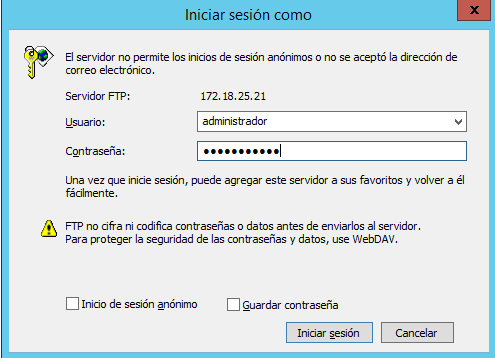 Iniciar sesión como
x
El servidor no permite los inicios de sesión anónimos o no se aceptó la dirección de
correo electrónico.
Servidor FTP: 172.18.25.21
Usuario: administrador
Contraseña: ●●●●●●●●●●●
Una vez que inicie sesión, puede agregar este servidor a sus favoritos y volver a él
fácilmente.
FTP no cifra ni codifica contraseñas o datos antes de enviarlos al servidor.
Para proteger la seguridad de las contraseñas y datos, use WebDAV.
Inicio de sesión anónimo Guardar contraseña
Iniciar sesión Cancelar